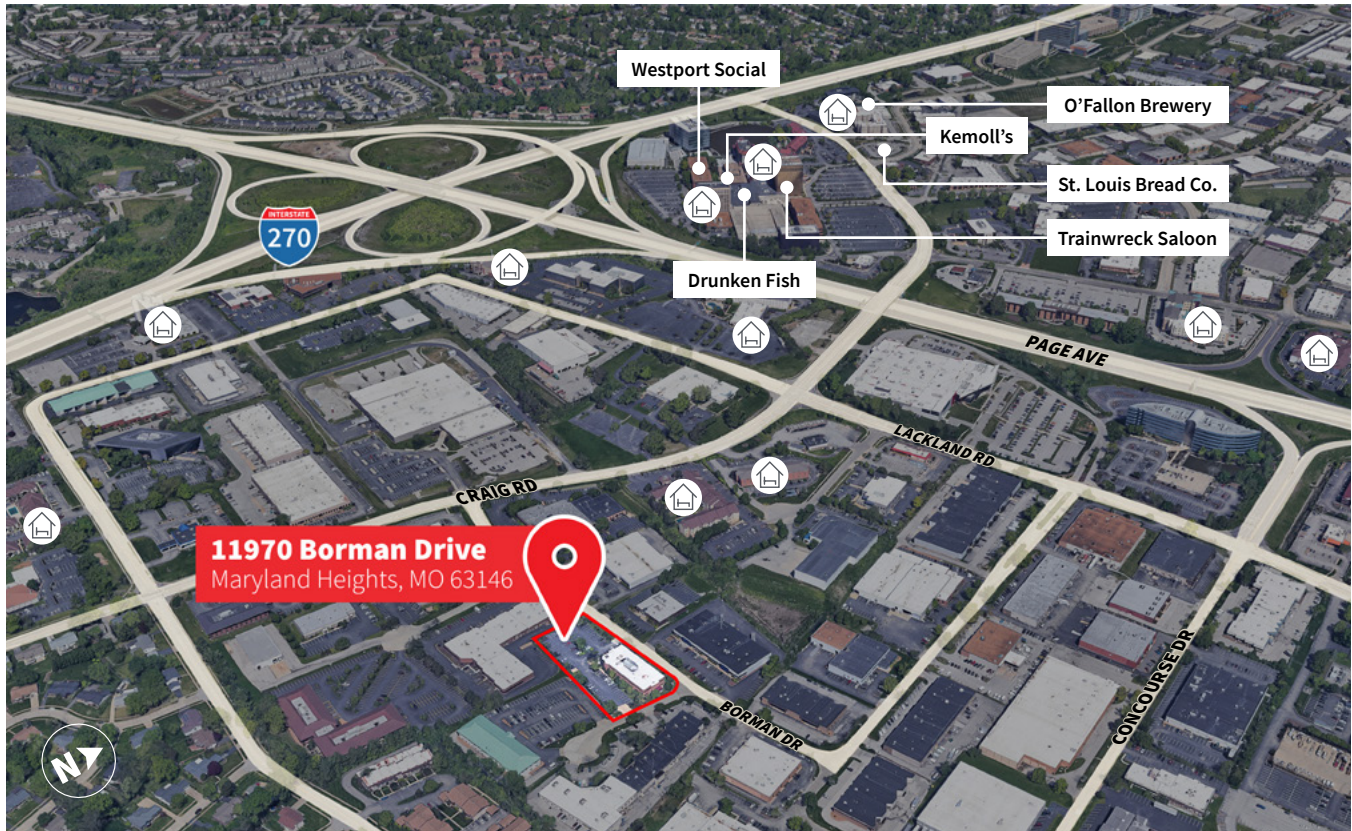 Westport Social
O’Fallon Brewery
Kemoll’s
St. Louis Bread Co.
Trainwreck Saloon
Drunken Fish
INTERSTATE
270
PAGE AVE
LACKLAND RD
CRAIG RD
11970 Borman Drive
Maryland Heights, MO 63146
BORMAN DR
CONCOURSE DR
N